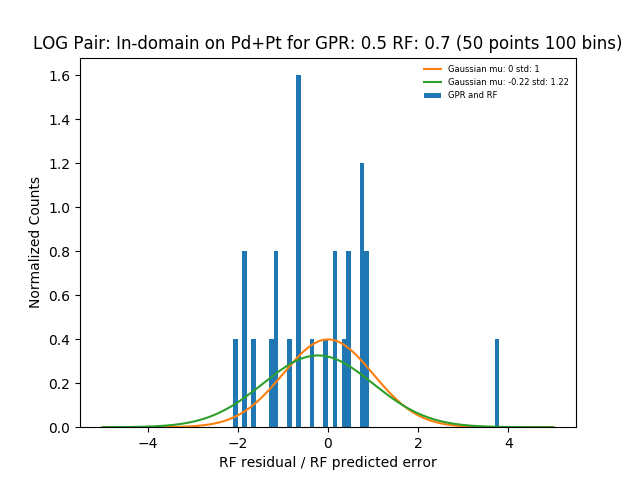 LOG Pair: In-domain on Pd+Pt for GPR: 0.5 RF: 0.7 (50 points 100 bins)
Gaussian mu: 0 std: 1
Gaussian mu: -0.22 std: 1.22
GPR and RF
Normalized Counts
1.6
1.4
1.2
1.0
0.8
0.6
0.4
0.2
0.0
−4 −2 0 2 4
RF residual / RF predicted error